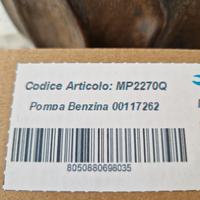 Codice Articolo: MP2270Q
Pompa Benzina 00117262
8050880698035